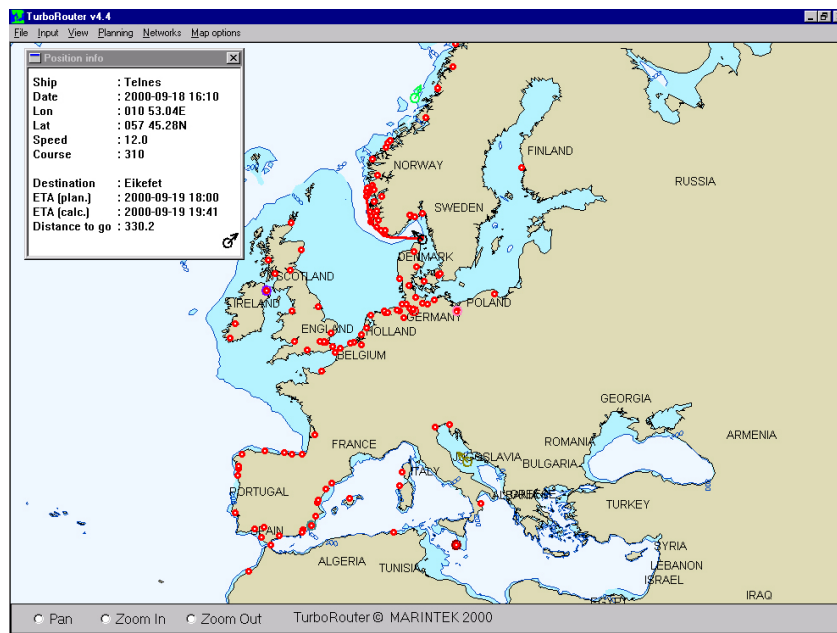 TurboRouter v4.4
File Input View Planning Networks Map options
Position info
Ship : Telnes
Date : 2000-09-18 16:10
Lon : 010 53.04E
Lat : 057 45.28N
Speed : 12.0
Course : 310
Destination : Eikefet
ETA (plan.) : 2000-09-19 18:00
ETA (calc.) : 2000-09-19 19:41
Distance to go : 330.2
NORWAY
FINLAND
RUSSIA
SWEDEN
DENMARK
SCOTLAND
IRELAND
POLAND
GERMANY
ENGLAND
HOLLAND
BELGIUM
GEORGIA
ARMENIA
ROMANIA
FRANCE
BULGARIA
ITALY
PORTUGAL
TURKEY
SPAIN
SYRIA
ALGERIA
LEBANON
TUNISIA
ISRAEL
IRAQ
Pan Zoom In Zoom Out TurboRouter © MARINTEK 2000